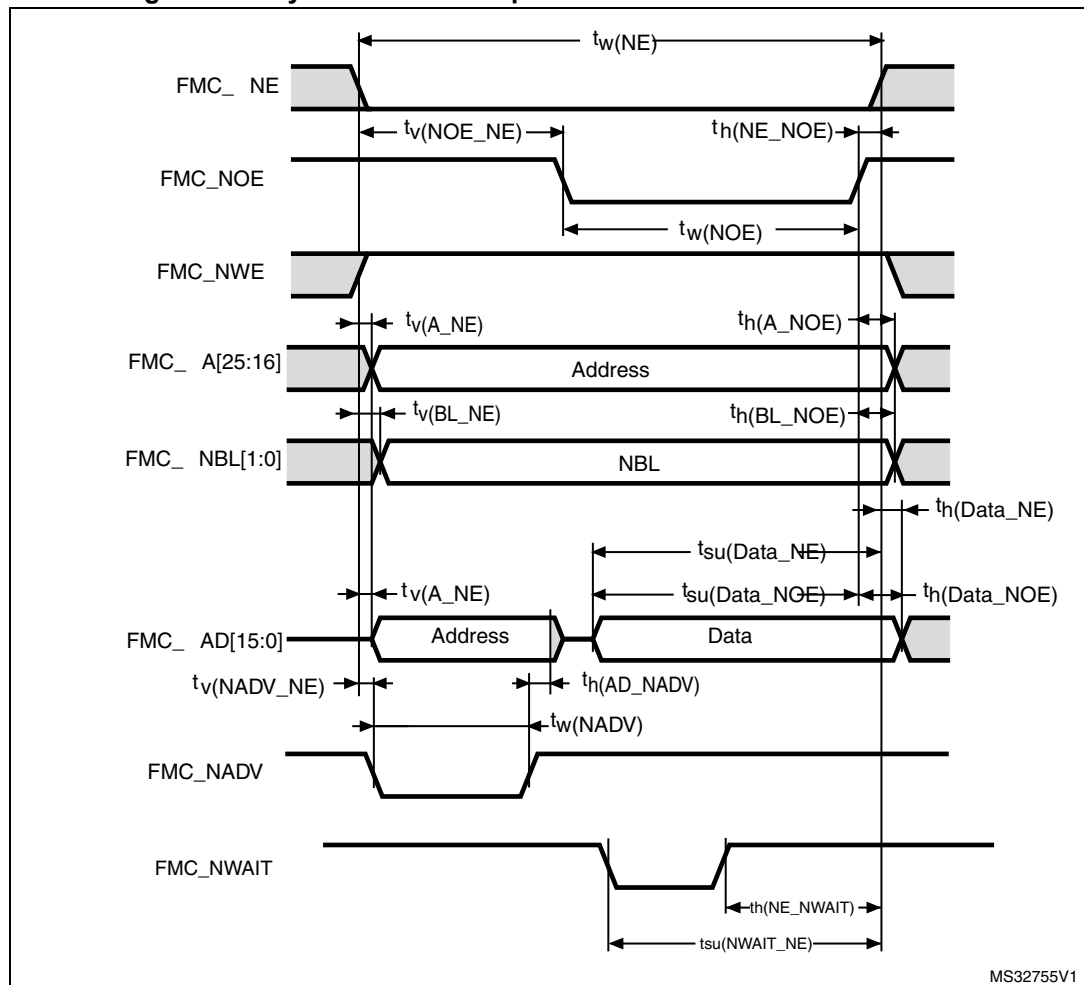 tw(NE)
FMC_ NE
tv(NOE_NE)
th(NE_NOE)
FMC_NOE
tw(NOE)
FMC_NWE
tv(A_NE)
th(A_NOE)
FMC_ A[25:16]
Address
tv(BL_NE)
th(BL_NOE)
FMC_ NBL[1:0]
NBL
th(Data_NE)
tsu(Data_NE)
tv(A_NE)
tsu(Data_NOE)
th(Data_NOE)
FMC_ AD[15:0]
Address
Data
tv(NADV_NE)
th(AD_NADV)
tw(NADV)
FMC_NADV
FMC_NWAIT
th(NE_NWAIT)
tsu(NWAIT_NE)
MS32755V1